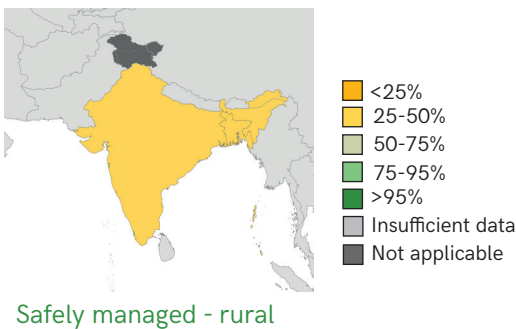 <25%
25-50%
50-75%
75-95%
>95%
Insufficient data
Not applicable
Safely managed - rural